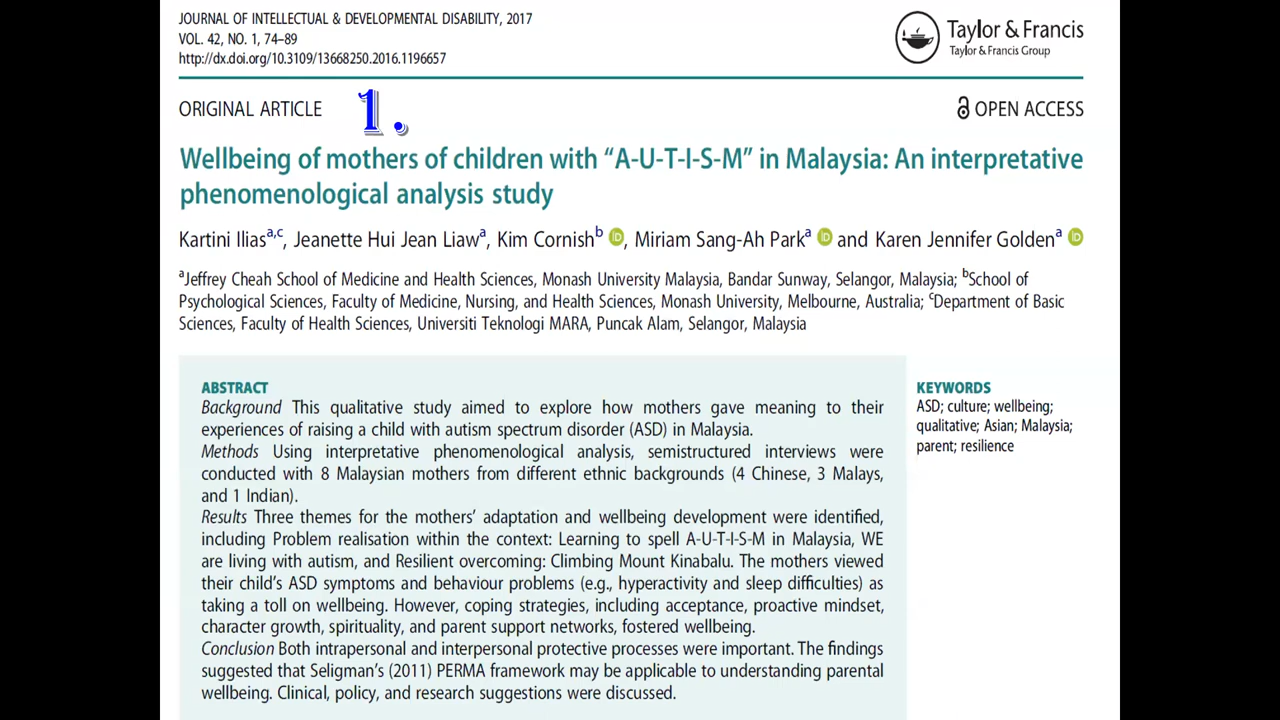 JOURNAL OF INTELLECTUAL & DEVELOPMENTAL DISABILITY, 2017
VOL. 42, NO. 1, 74–89
http://dx.doi.org/10.3109/13668250.2016.1196657
Taylor & Francis
Taylor & Francis Group
ORIGINAL ARTICLE
1.
OPEN ACCESS
Wellbeing of mothers of children with “A-U-T-I-S-M” in Malaysia: An interpretative
phenomenological analysis study
Kartini Iliasa,c, Jeanette Hui Jean Liawa, Kim Cornishb iD, Miriam Sang-Ah Parka iD and Karen Jennifer Goldena iD
aJeffrey Cheah School of Medicine and Health Sciences, Monash University Malaysia, Bandar Sunway, Selangor, Malaysia; bSchool of
Psychological Sciences, Faculty of Medicine, Nursing, and Health Sciences, Monash University, Melbourne, Australia; cDepartment of Basic
Sciences, Faculty of Health Sciences, Universiti Teknologi MARA, Puncak Alam, Selangor, Malaysia
ABSTRACT
Background This qualitative study aimed to explore how mothers gave meaning to their
experiences of raising a child with autism spectrum disorder (ASD) in Malaysia.
Methods Using interpretative phenomenological analysis, semistructured interviews were
conducted with 8 Malaysian mothers from different ethnic backgrounds (4 Chinese, 3 Malays,
and 1 Indian).
Results Three themes for the mothers’ adaptation and wellbeing development were identified,
including Problem realisation within the context: Learning to spell A-U-T-I-S-M in Malaysia, WE
are living with autism, and Resilient overcoming: Climbing Mount Kinabalu. The mothers viewed
their child’s ASD symptoms and behaviour problems (e.g., hyperactivity and sleep difficulties) as
taking a toll on wellbeing. However, coping strategies, including acceptance, proactive mindset,
character growth, spirituality, and parent support networks, fostered wellbeing.
Conclusion Both intrapersonal and interpersonal protective processes were important. The findings
suggested that Seligman’s (2011) PERMA framework may be applicable to understanding parental
wellbeing. Clinical, policy, and research suggestions were discussed.
KEYWORDS
ASD; culture; wellbeing;
qualitative; Asian; Malaysia;
parent; resilience